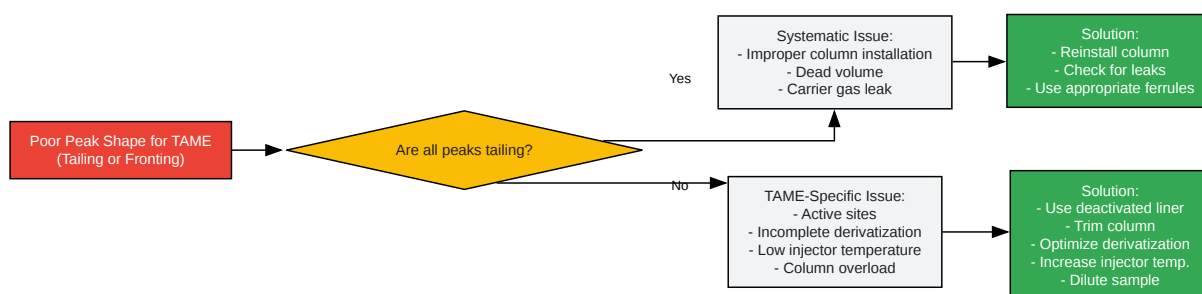 Poor Peak Shape for TAME
(Tailing or Fronting)
Are all peaks tailing?
Yes
Systematic Issue:
- Improper column installation
- Dead volume
- Carrier gas leak
Solution:
- Reinstall column
- Check for leaks
- Use appropriate ferrules
No
TAME-Specific Issue:
- Active sites
- Incomplete derivatization
- Low injector temperature
- Column overload
Solution:
- Use deactivated liner
- Trim column
- Optimize derivatization
- Increase injector temp.
- Dilute sample